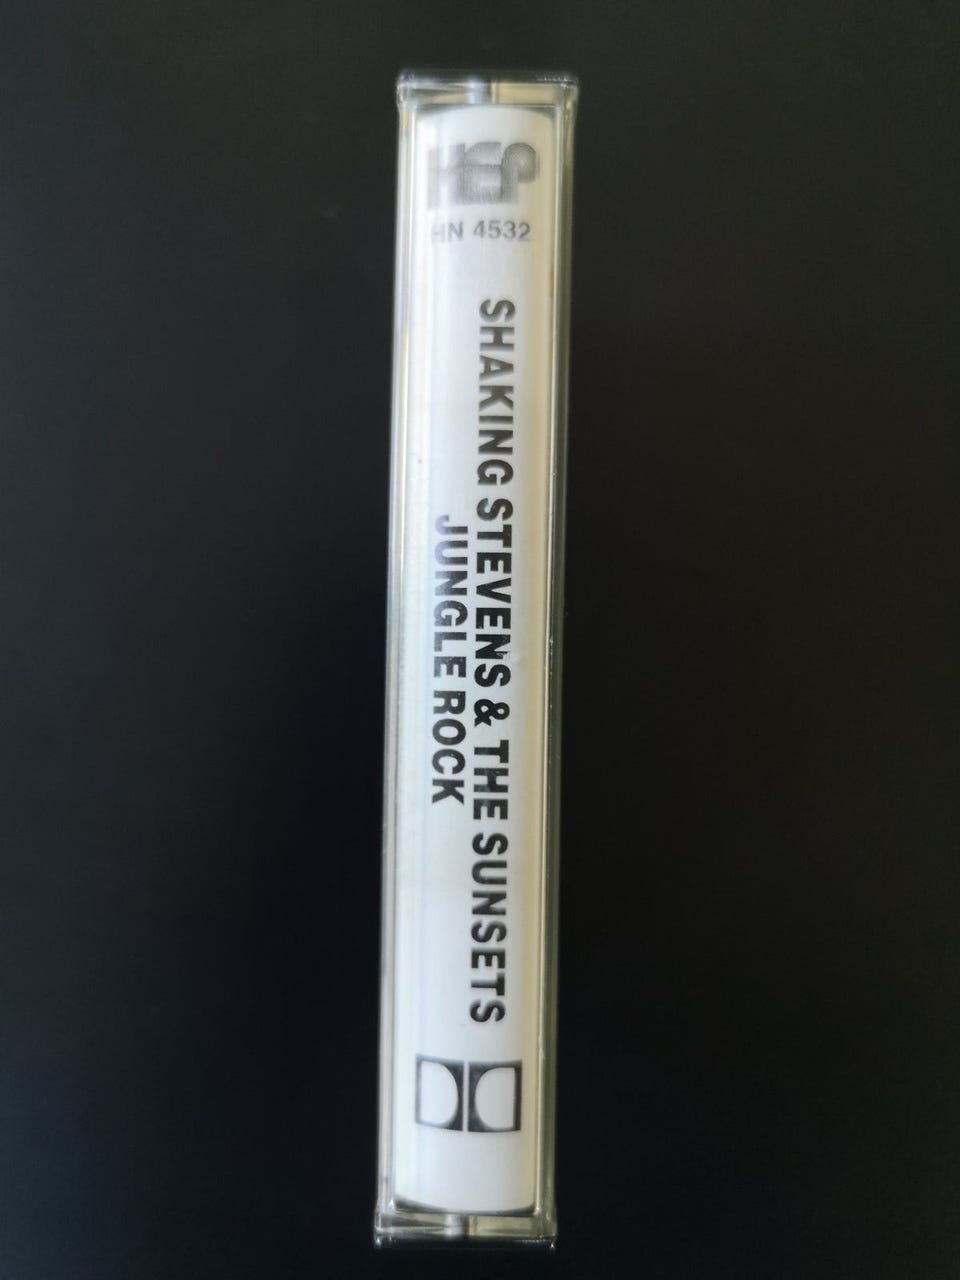 HEP
HN 4532
SHAKING STEVENS & THE SUNSETS
JUNGLE ROCK